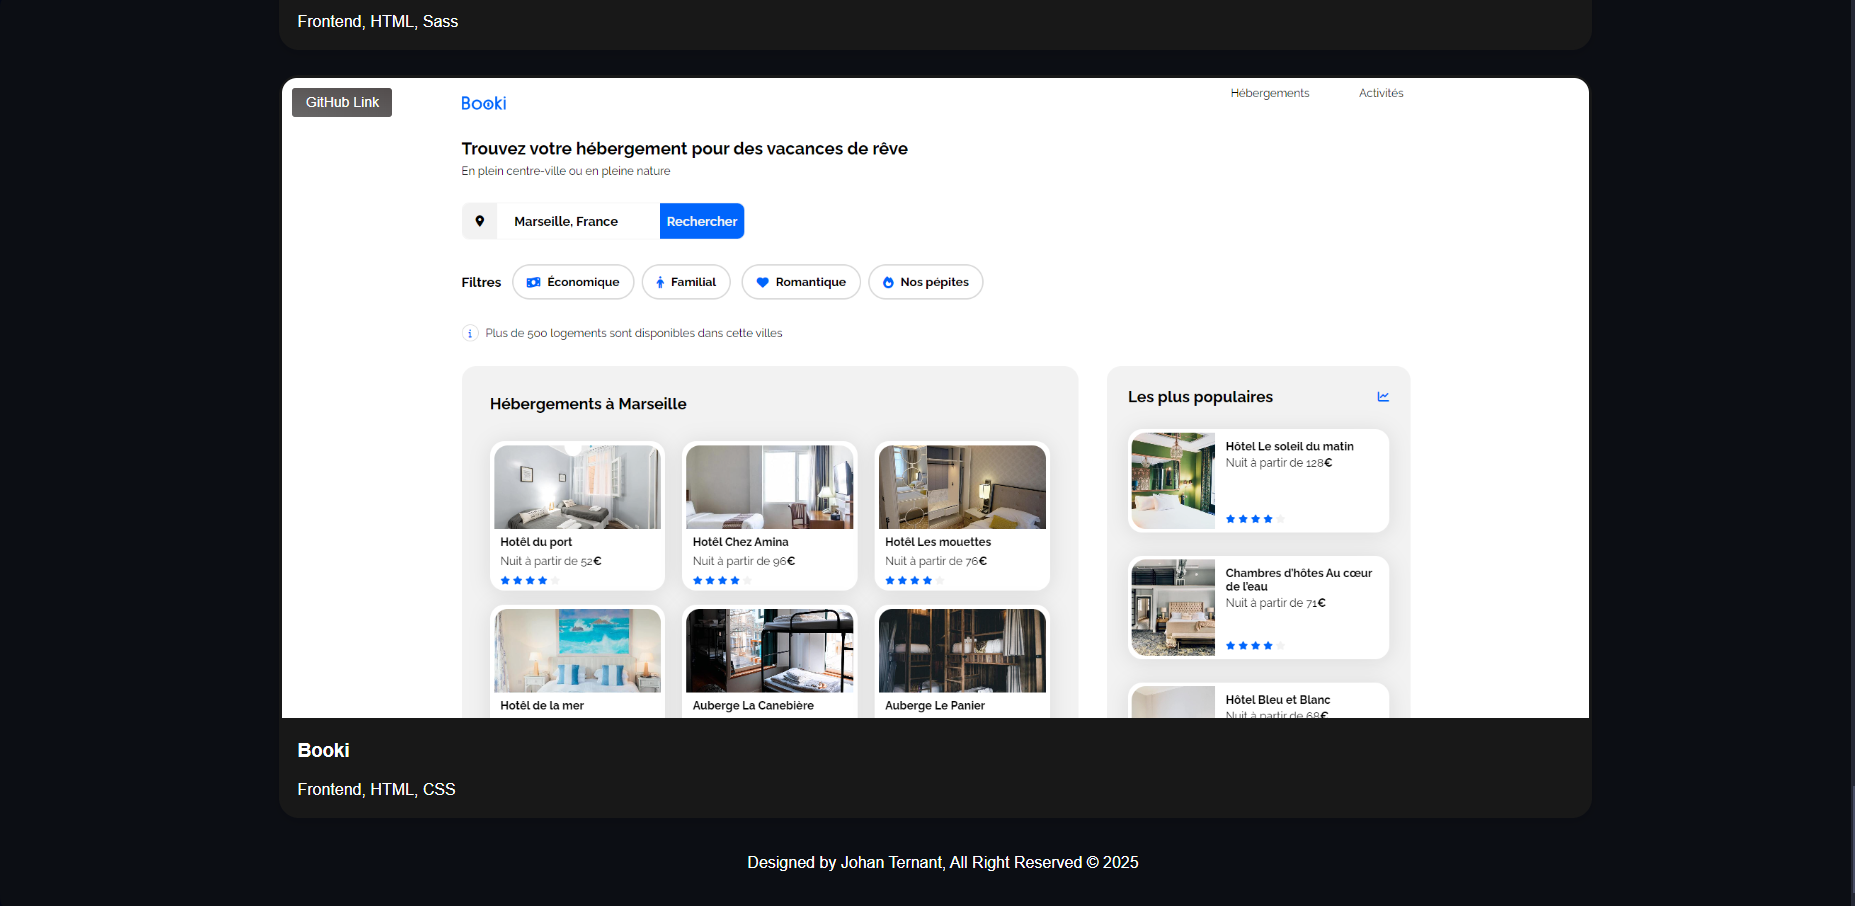 Frontend, HTML, Sass
GitHub Link
Booki
Hébergements
Activités
Trouvez votre hébergement pour des vacances de rêve
En plein centre-ville ou en pleine nature
Marseille, France
Rechercher
Filtres
Économique
Familial
Romantique
Nos pépites
Plus de 500 logements sont disponibles dans cette villes
Hébergements à Marseille
Hotêl du port
Nuit à partir de 52€
Hotêl Chez Amina
Nuit à partir de 96€
Hotêl Les mouettes
Nuit à partir de 76€
Hotêl de la mer
Auberge La Canebière
Auberge Le Panier
Les plus populaires
Hôtel Le soleil du matin
Nuit à partir de 128€
Chambres d'hôtes Au cœur
de l'eau
Nuit à partir de 71€
Hôtel Bleu et Blanc
Nuit à partir de 68€
Booki
Frontend, HTML, CSS
Designed by Johan Ternant, All Right Reserved © 2025